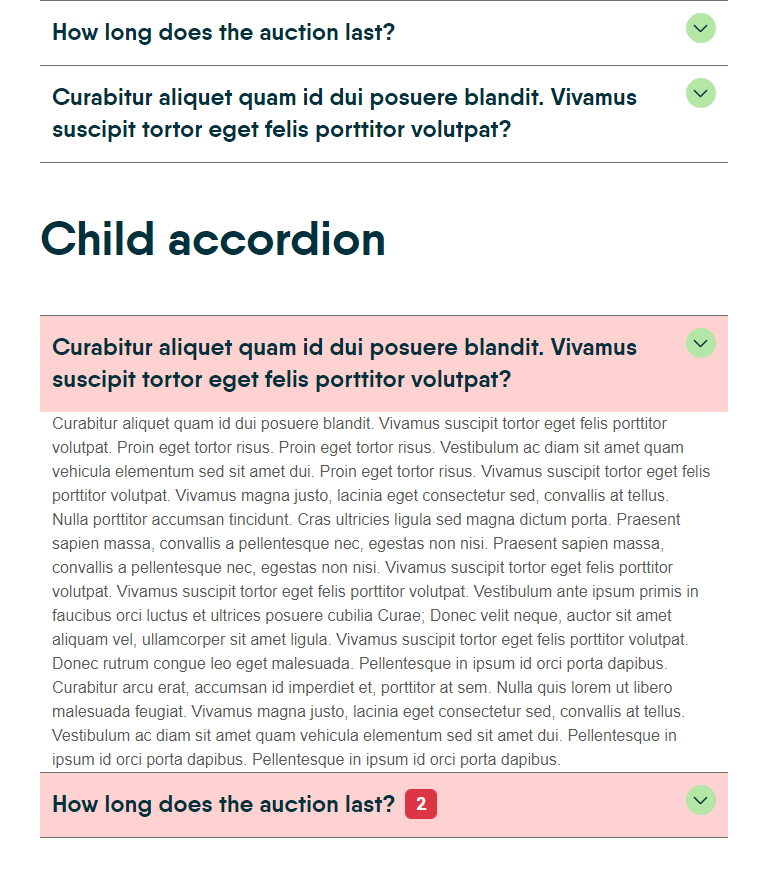 How long does the auction last?
Curabitur aliquet quam id dui posuere blandit. Vivamus
suscipit tortor eget felis porttitor volutpat?
Child accordion
Curabitur aliquet quam id dui posuere blandit. Vivamus
suscipit tortor eget felis porttitor volutpat?
Curabitur aliquet quam id dui posuere blandit. Vivamus suscipit tortor eget felis porttitor
volutpat. Proin eget tortor risus. Proin eget tortor risus. Vestibulum ac diam sit amet quam
vehicula elementum sed sit amet dui. Proin eget tortor risus. Vivamus suscipit tortor eget felis
porttitor volutpat. Vivamus magna justo, lacinia eget consectetur sed, convallis at tellus.
Nulla porttitor accumsan tincidunt. Cras ultricies ligula sed magna dictum porta. Praesent
sapien massa, convallis a pellentesque nec, egestas non nisi. Praesent sapien massa,
convallis a pellentesque nec, egestas non nisi. Vivamus suscipit tortor eget felis porttitor
volutpat. Vivamus suscipit tortor eget felis porttitor volutpat. Vestibulum ante ipsum primis in
faucibus orci luctus et ultrices posuere cubilia Curae; Donec velit neque, auctor sit amet
aliquam vel, ullamcorper sit amet ligula. Vivamus suscipit tortor eget felis porttitor volutpat.
Donec rutrum congue leo eget malesuada. Pellentesque in ipsum id orci porta dapibus.
Curabitur arcu erat, accumsan id imperdiet et, porttitor at sem. Nulla quis lorem ut libero
malesuada feugiat. Vivamus magna justo, lacinia eget consectetur sed, convallis at tellus.
Vestibulum ac diam sit amet quam vehicula elementum sed sit amet dui. Pellentesque in
ipsum id orci porta dapibus. Pellentesque in ipsum id orci porta dapibus.
How long does the auction last? 2